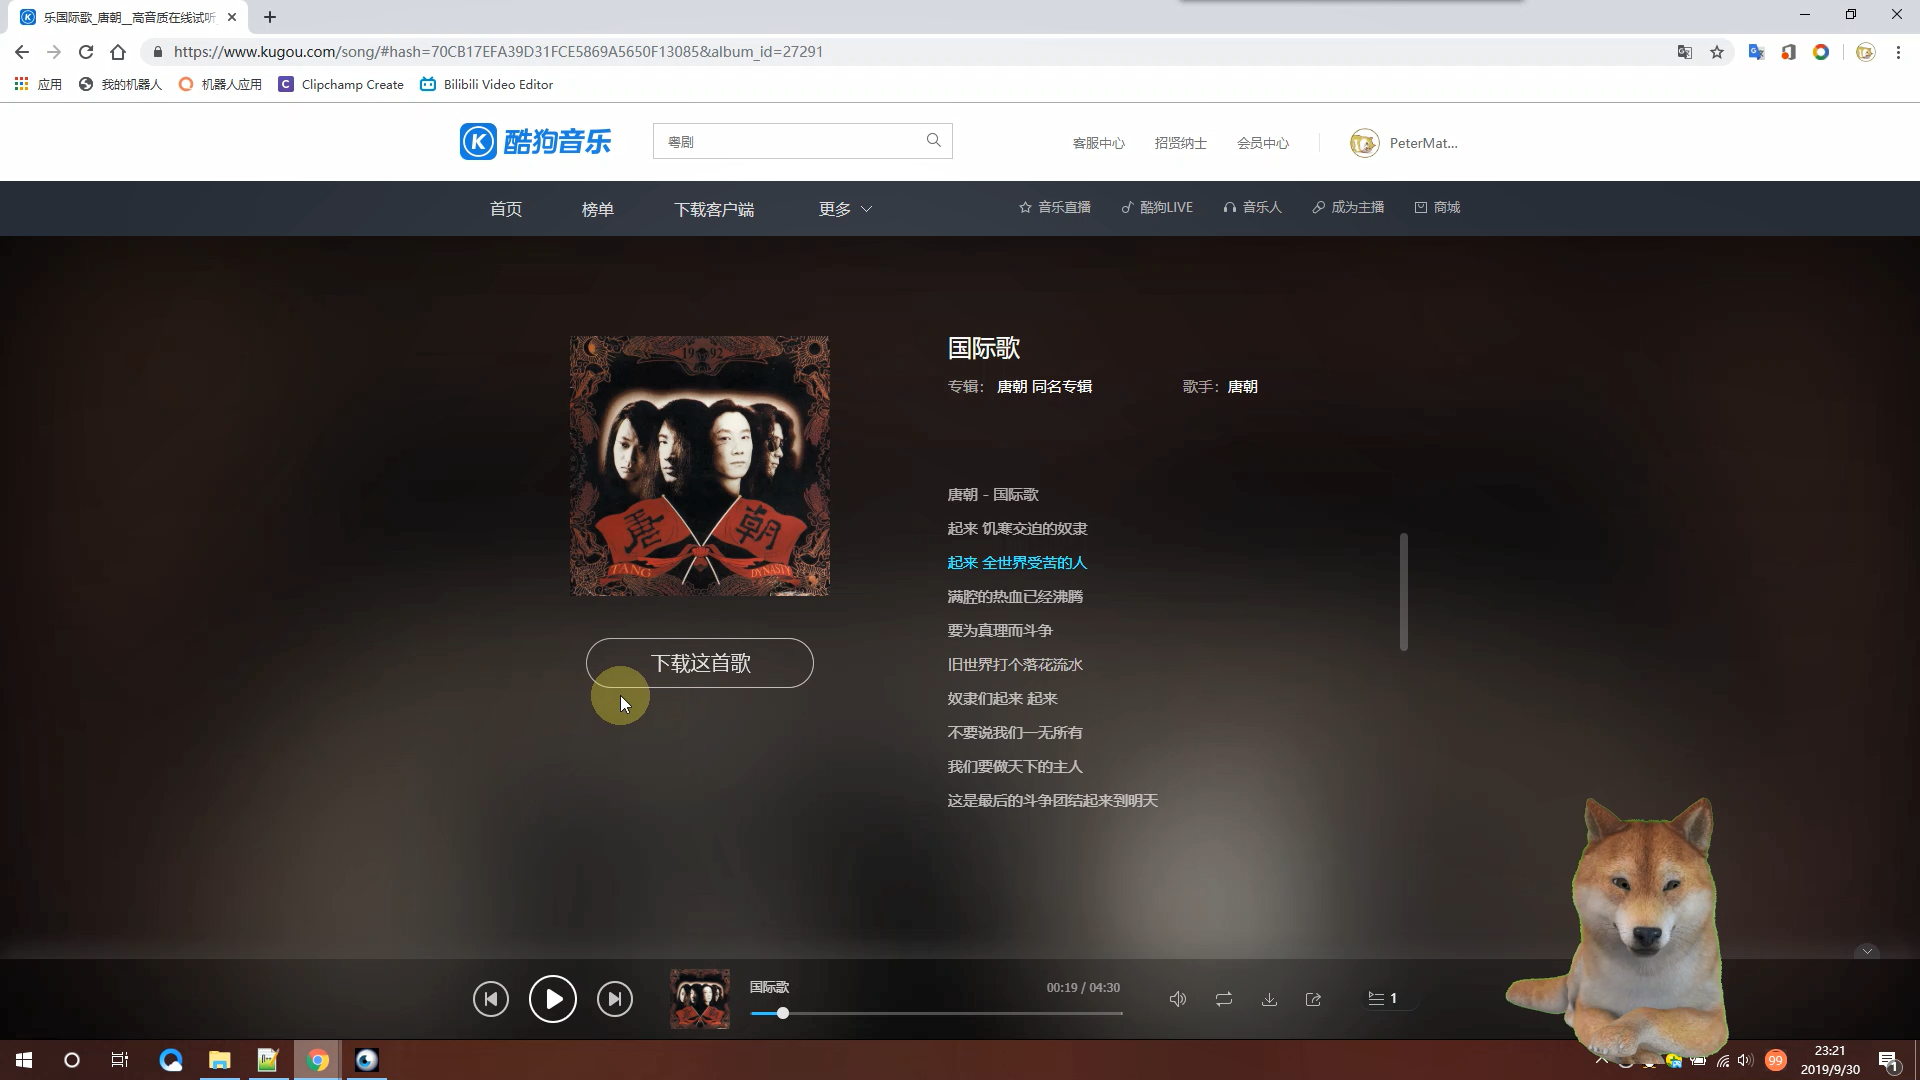 乐国际歌_唐朝__高音质在线试听
https://www.kugou.com/song/#hash=70CB17EFA39D31FCE5869A5650F13085&album_id=27291
应用 我的机器人 机器人应用 C Clipchamp Create Bilibili Video Editor
K 酷狗音乐 粤剧 客服中心 招贤纳士 会员中心 PeterMat...
首页 榜单 下载客户端 更多 音乐直播 酷狗LIVE 音乐人 成为主播 商城
1992
唐 朝
TANG DYNASTY
下载这首歌
国际歌
专辑: 唐朝 同名专辑 歌手: 唐朝
唐朝 - 国际歌
起来 饥寒交迫的奴隶
起来 全世界受苦的人
满腔的热血已经沸腾
要为真理而斗争
旧世界打个落花流水
奴隶们起来 起来
不要说我们一无所有
我们要做天下的主人
这是最后的斗争团结起来到明天
国际歌 00:19 / 04:30 1
99 23:21
2019/9/30 1